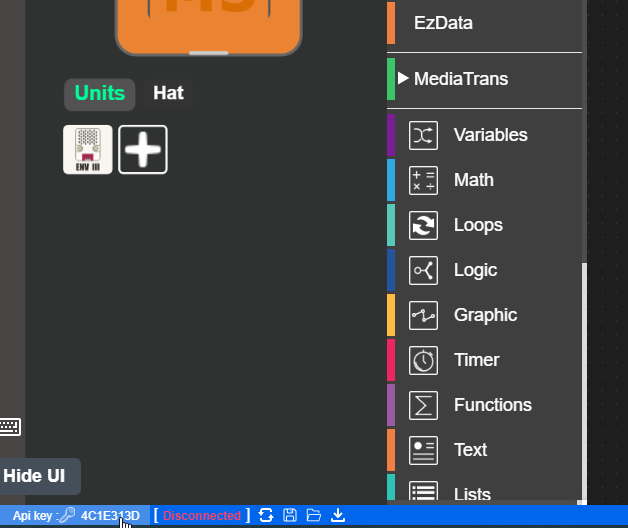 M5
EzData
MediaTrans
Units Hat
ENV III
Variables
Math
Loops
Logic
Graphic
Timer
Functions
Text
Lists
Hide UI
Api key : 4C1E313D [ Disconnected ]